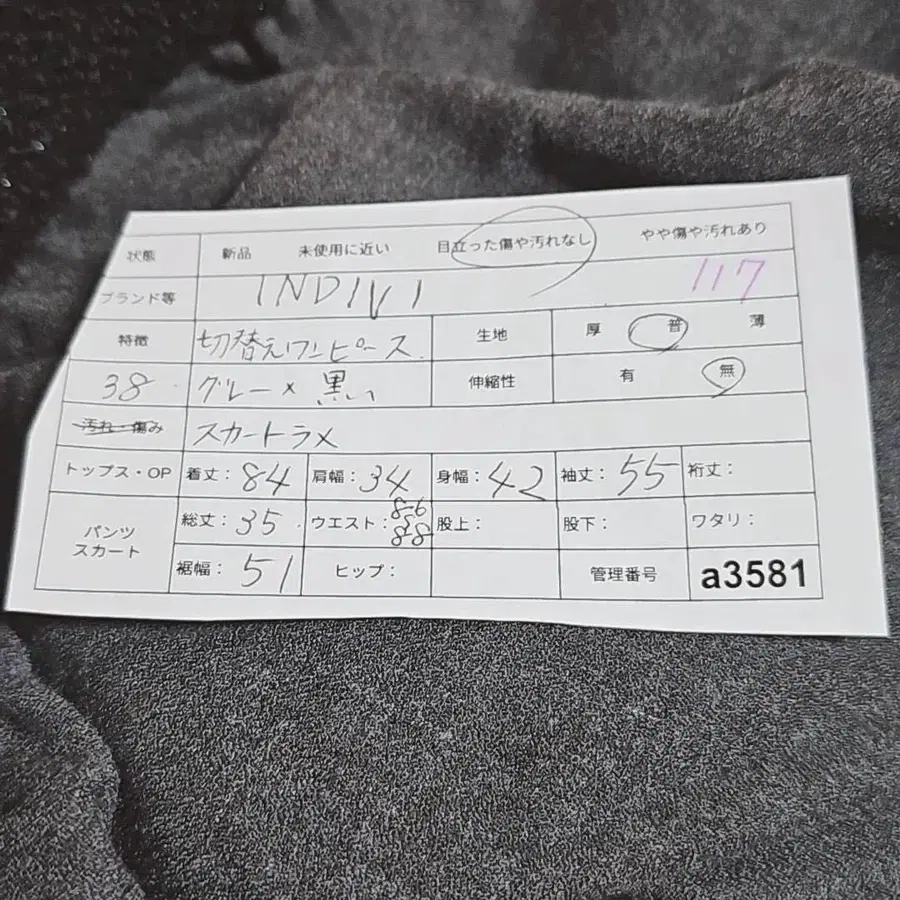 状態 新品 未使用に近い 目立った傷や汚れなし やや傷や汚れあり
ブランド等 INDIVI 117
特徴 切替えワンピース. 生地 厚 普 薄
38 グレー×黒い 伸縮性 有 無
汚れ・傷み スカートラメ
トップス・OP 着丈: 84 肩幅: 34 身幅: 42 袖丈: 55 裄丈:
パンツ スカート 総丈: 35 ウエスト: 86 88 股上: 股下: ワタリ:
裾幅: 51 ヒップ: 管理番号 a3581